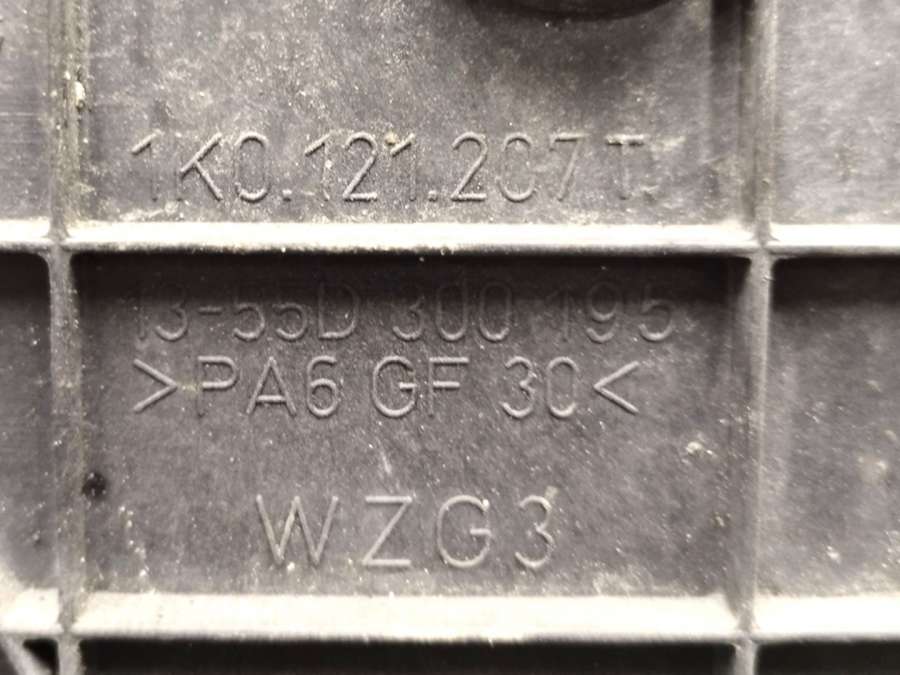 1K0.121.207 T.
13-55D 300 195
>PA6 GF 30<
WZG3